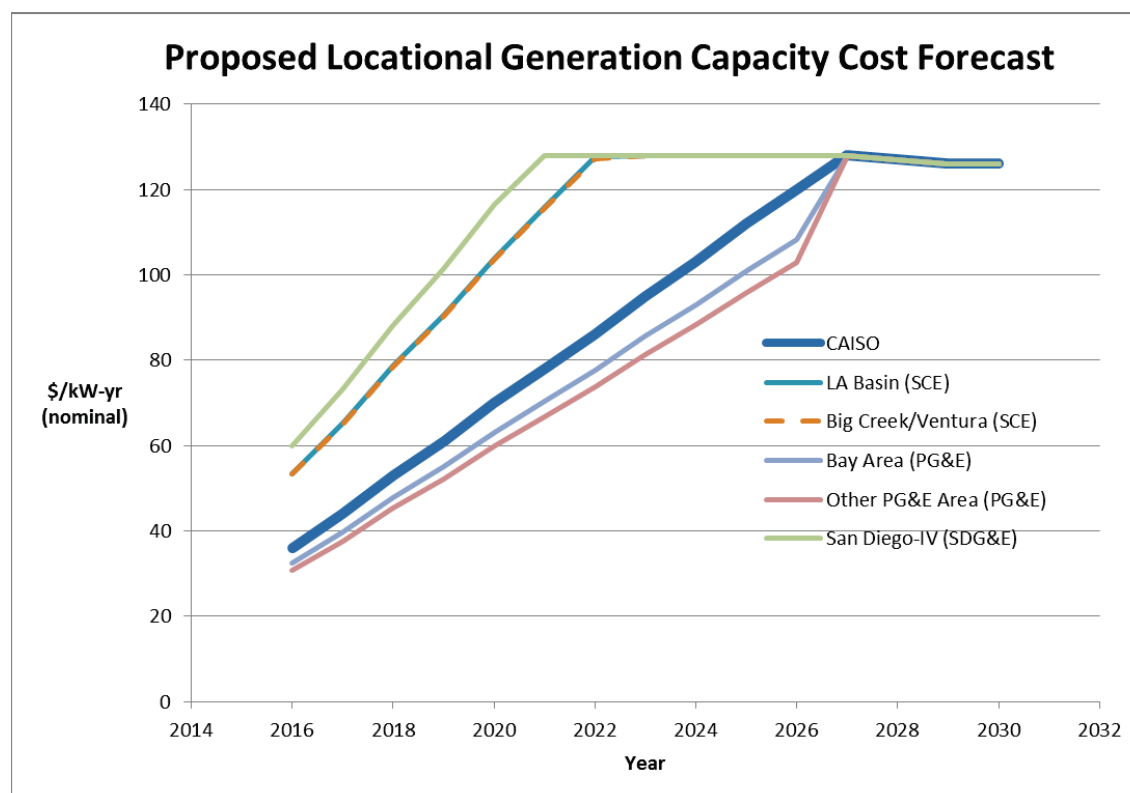 Proposed Locational Generation Capacity Cost Forecast
140
120
100
80
60
40
20
0
$/kW-yr
(nominal)
CAISO
LA Basin (SCE)
Big Creek/Ventura (SCE)
Bay Area (PG&E)
Other PG&E Area (PG&E)
San Diego-IV (SDG&E)
2014 2016 2018 2020 2022 2024 2026 2028 2030 2032
Year